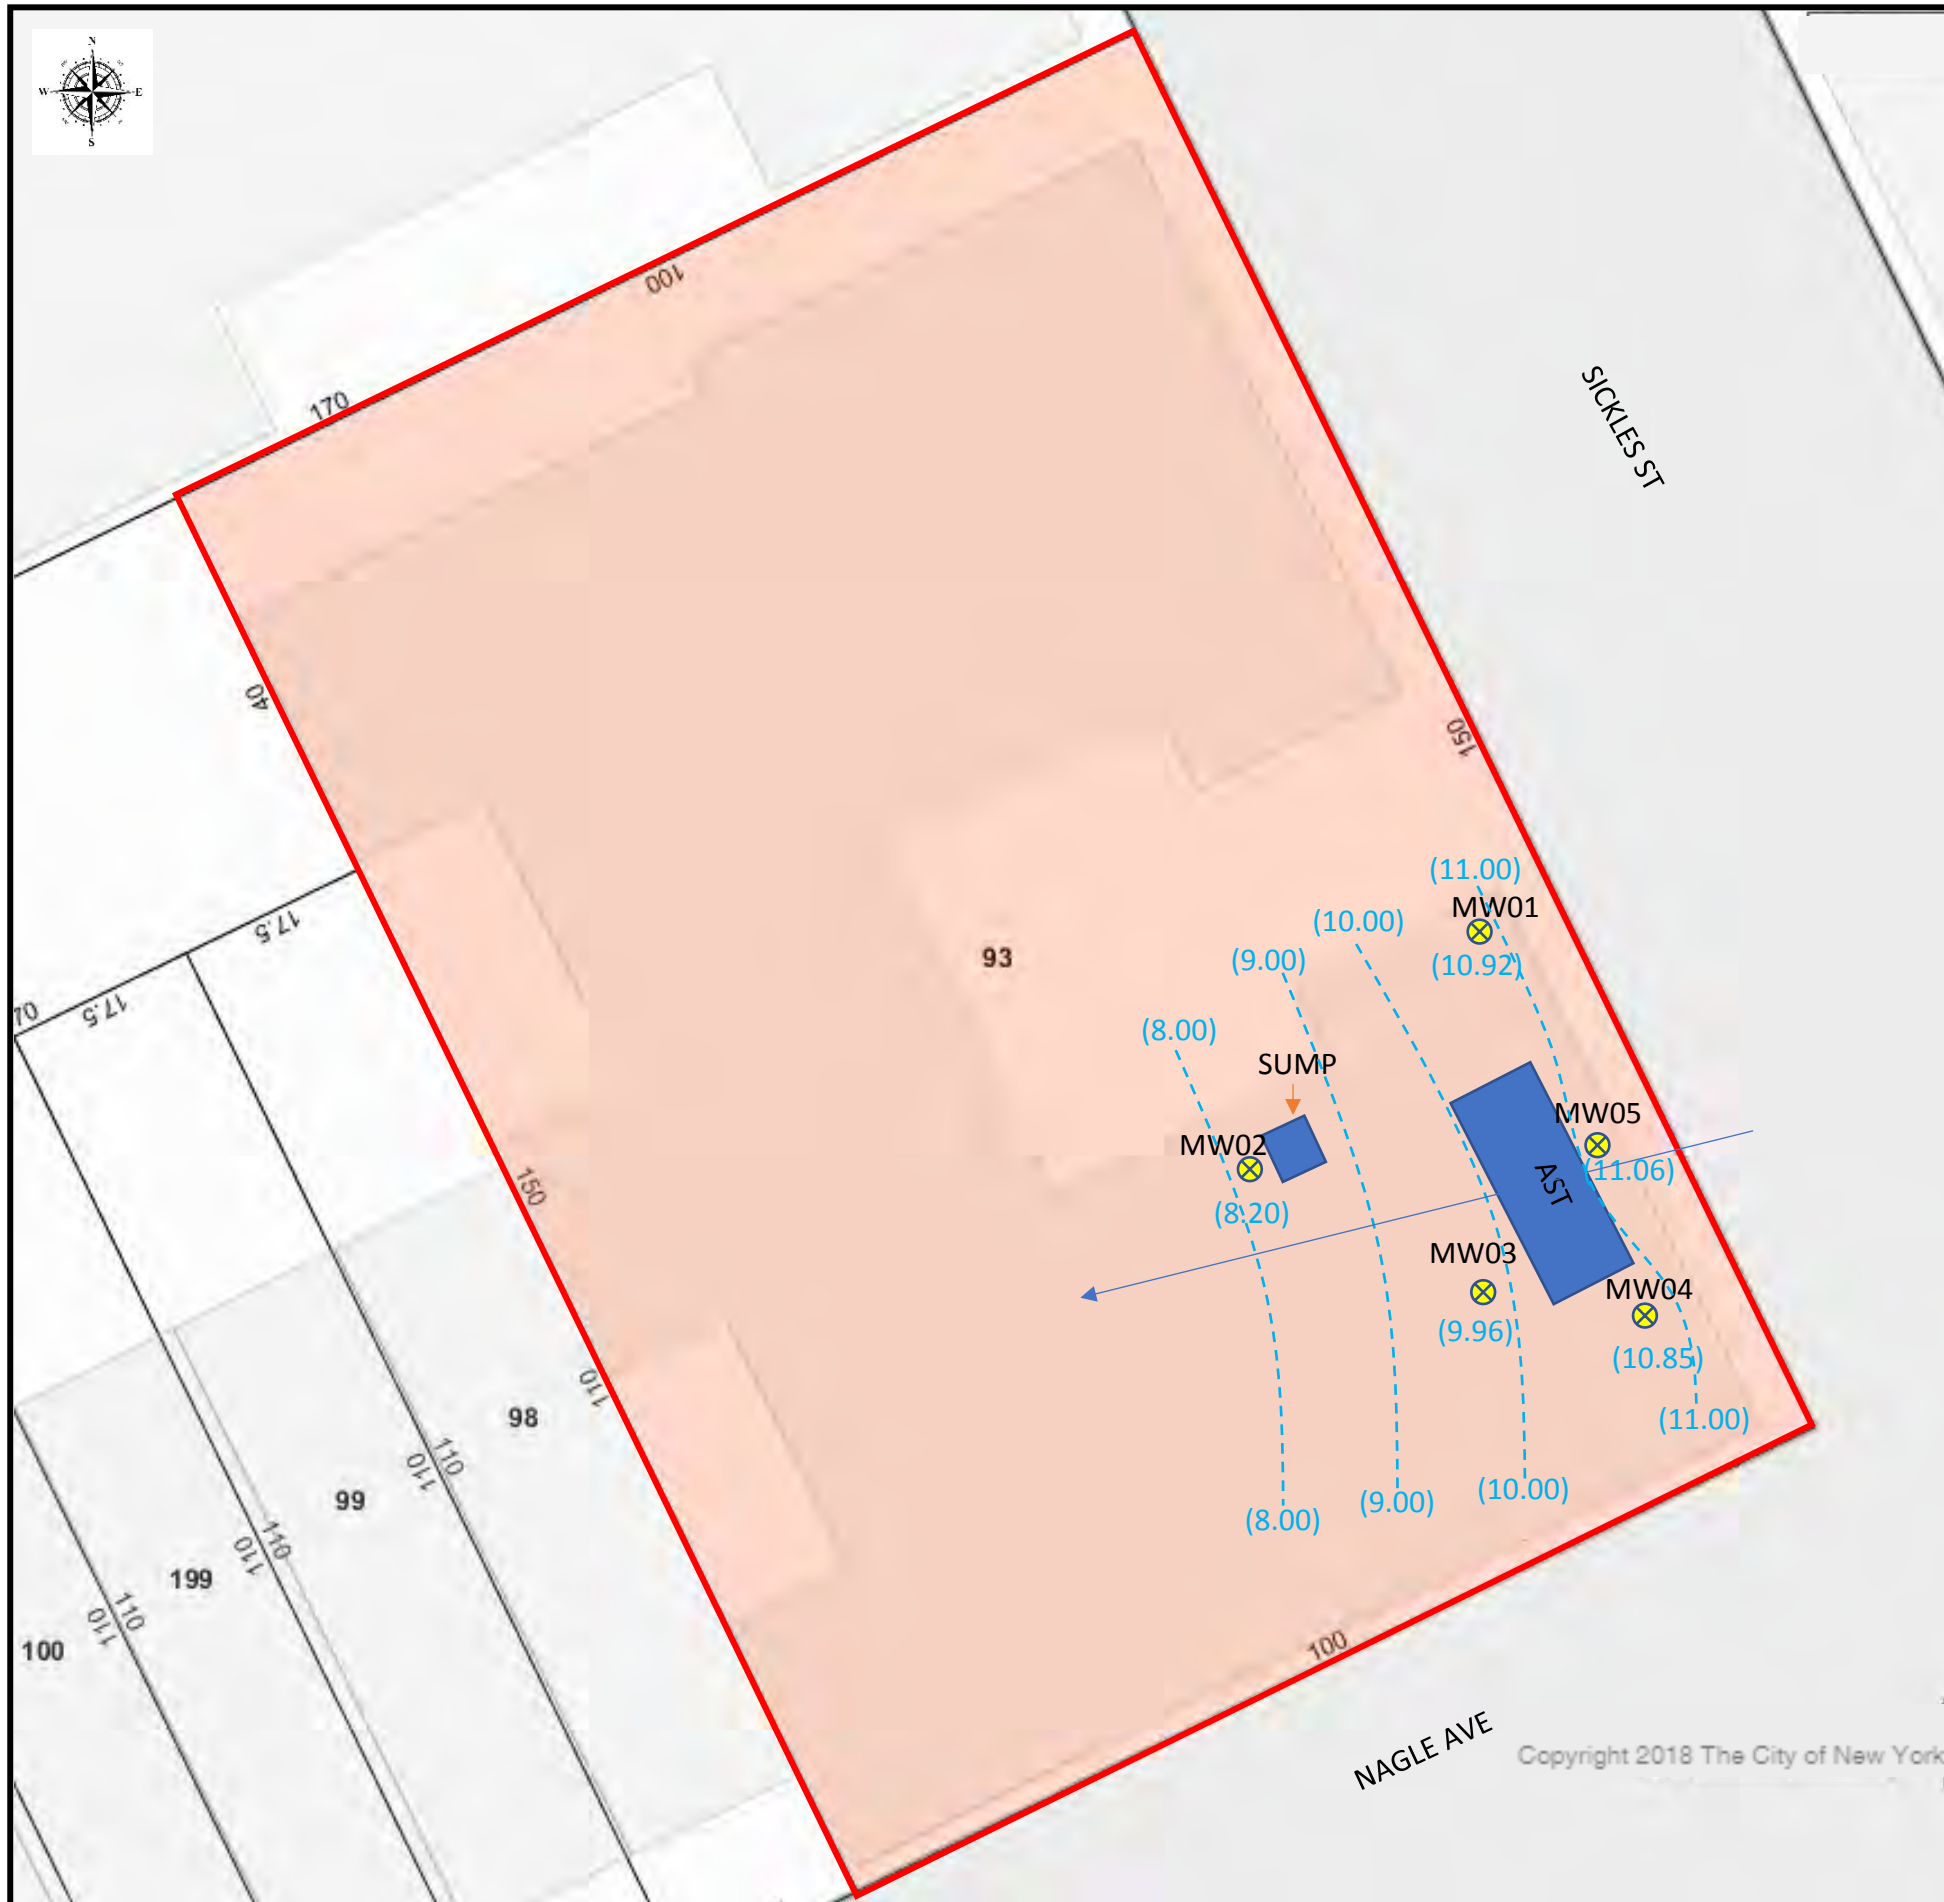 N
W
E
S
100
170
SICKLES ST
40
150
(11.00)
MW01
(10.00)
17.5
(10.92)
93
(9.00)
17.5
70
(8.00)
SUMP
MW05
MW02
(11.06)
AST
150
(8.20)
MW03
MW04
(9.96)
(10.85)
110
98
(11.00)
110
110
(10.00)
99
(9.00)
(8.00)
110
110
199
110
110
100
100
NAGLE AVE
Copyright 2018 The City of New York